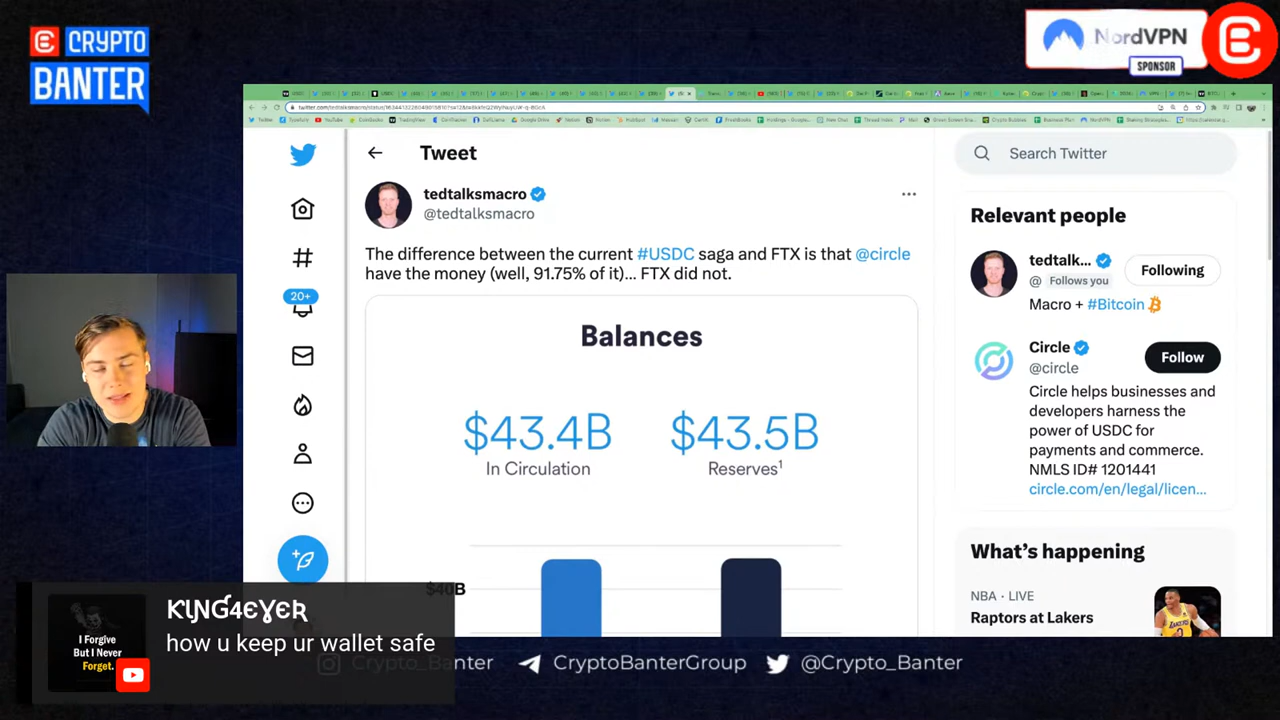 CRYPTO
BANTER
NordVPN
SPONSOR
Tweet
Search Twitter
tedtalksmacro
@tedtalksmacro
The difference between the current #USDC saga and FTX is that @circle
have the money (well, 91.75% of it)... FTX did not.
Balances
$43.4B
In Circulation
$43.5B
Reserves¹
$40B
Relevant people
tedtalk...
@ Follows you
Following
Macro + #Bitcoin
Circle
@circle
Follow
Circle helps businesses and
developers harness the
power of USDC for
payments and commerce.
NMLS ID# 1201441
circle.com/en/legal/licen...
What's happening
NBA · LIVE
Raptors at Lakers
20+
I Forgive
But I Never
Forget.
ƘƖƝƓ4ЄƔЄƦ
how u keep ur wallet safe
Crypto_Banter
CryptoBanterGroup
@Crypto_Banter